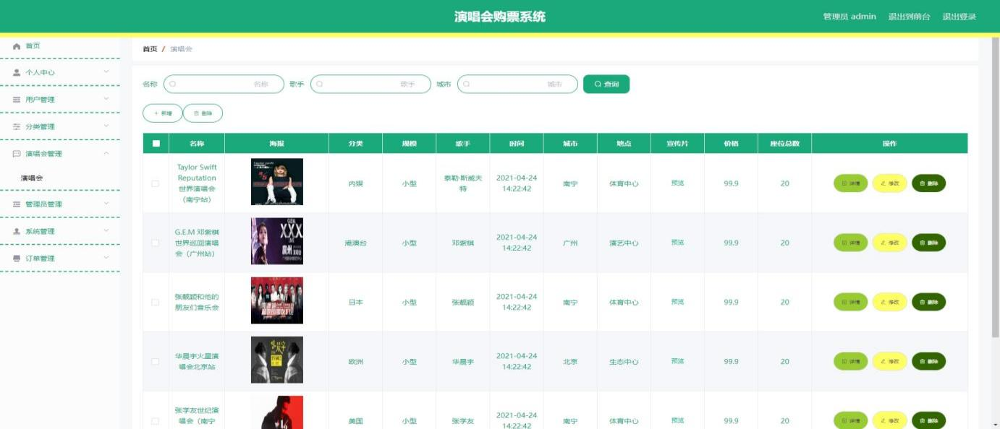 演唱会购票系统
管理员 admin 退出到前台 退出登录
首页
个人中心
用户管理
分类管理
演唱会管理
演唱会
管理员管理
系统管理
订单管理
首页 / 演唱会
名称 名称 歌手 歌手 城市 城市 查询
+ 新增 删除
名称 海报 分类 规模 歌手 时间 城市 地点 宣传片 价格 座位总数 操作
Taylor Swift
Reputation
世界演唱会
（南宁站）
内娱 小型
泰勒·斯威夫
特
2021-04-24
14:22:42
南宁 体育中心 预览 99.9 20 详情 修改 删除
G.E.M 邓紫棋
世界巡回演唱
会（广州站）
G.E.M.
XXX
LIVE
廣州
港澳台 小型 邓紫棋
2021-04-24
14:22:42
广州 演艺中心 预览 99.9 20 详情 修改 删除
张靓颖和他的
朋友们音乐会
日本 小型 张靓颖
2021-04-24
14:22:42
南宁 体育中心 预览 99.9 20 详情 修改 删除
华晨宇火星演
唱会北京站
欧洲 小型 华晨宇
2021-04-24
14:22:42
北京 生态中心 预览 99.9 20 详情 修改 删除
张学友世纪演
唱会（南宁
美国 小型 张学友
2021-04-24
14:22:42
南宁 体育中心 预览 99.9 20 详情 修改 删除